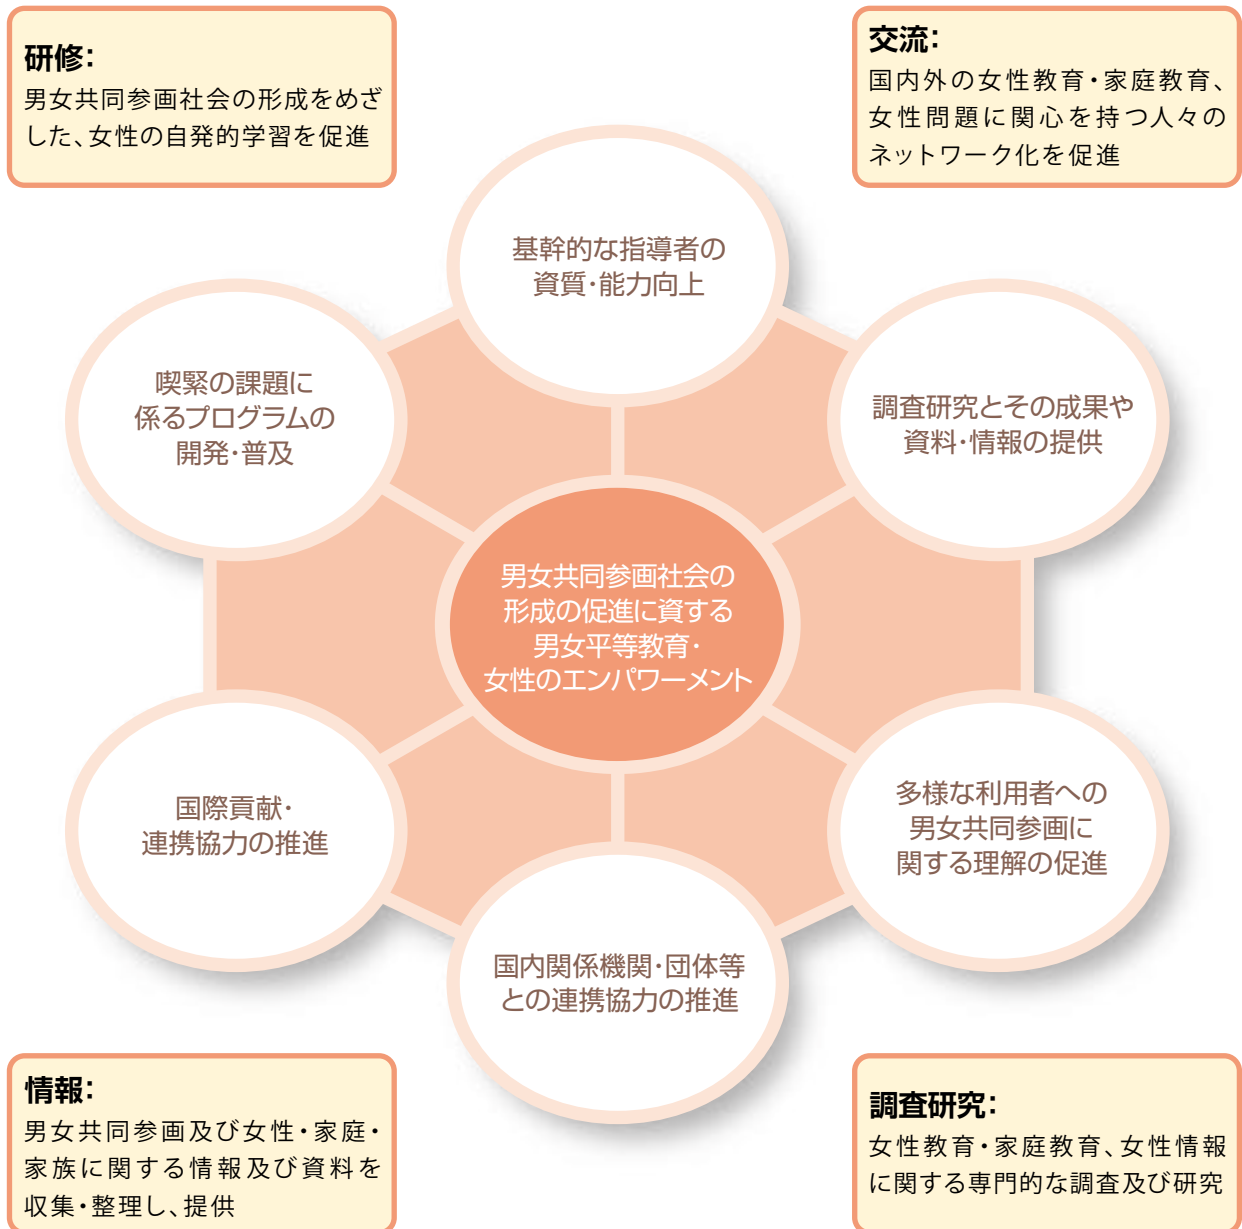 研修：
男女共同参画社会の形成をめざ
した、女性の自発的学習を促進
交流：
国内外の女性教育・家庭教育、
女性問題に関心を持つ人々の
ネットワーク化を促進
基幹的な指導者の
資質・能力向上
喫緊の課題に
係るプログラムの
開発・普及
調査研究とその成果や
資料・情報の提供
男女共同参画社会の
形成の促進に資する
男女平等教育・
女性のエンパワーメント
国際貢献・
連携協力の推進
多様な利用者への
男女共同参画に
関する理解の促進
国内関係機関・団体等
との連携協力の推進
情報：
男女共同参画及び女性・家庭・
家族に関する情報及び資料を
収集・整理し、提供
調査研究：
女性教育・家庭教育、女性情報
に関する専門的な調査及び研究